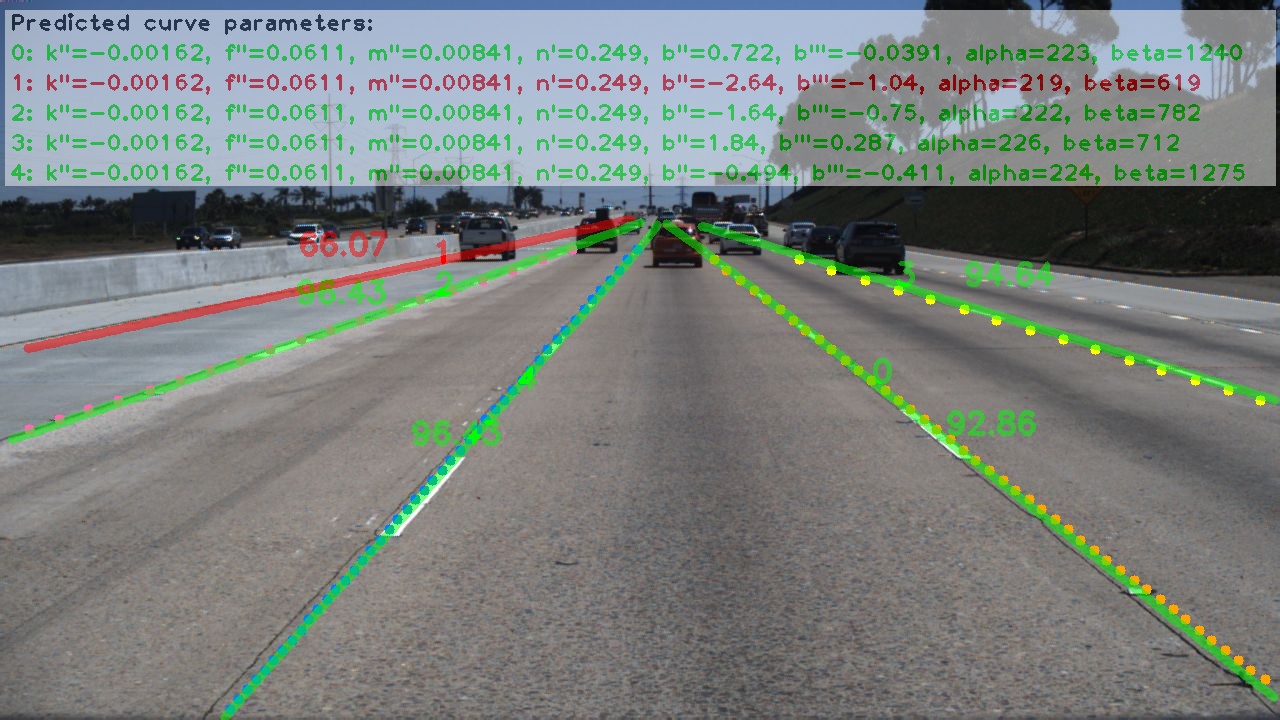 Predicted curve parameters:
0: k''=-0.00162, f''=0.0611, m''=0.00841, n'=0.249, b''=0.722, b'''=-0.0391, alpha=223, beta=1240
1: k''=-0.00162, f''=0.0611, m''=0.00841, n'=0.249, b''=-2.64, b'''=-1.04, alpha=219, beta=619
2: k''=-0.00162, f''=0.0611, m''=0.00841, n'=0.249, b''=-1.64, b'''=-0.75, alpha=222, beta=782
3: k''=-0.00162, f''=0.0611, m''=0.00841, n'=0.249, b''=1.84, b'''=0.287, alpha=226, beta=712
4: k''=-0.00162, f''=0.0611, m''=0.00841, n'=0.249, b''=-0.494, b'''=-0.411, alpha=224, beta=1275
66.07 1
96.43 2
3 94.64
4
0
92.86